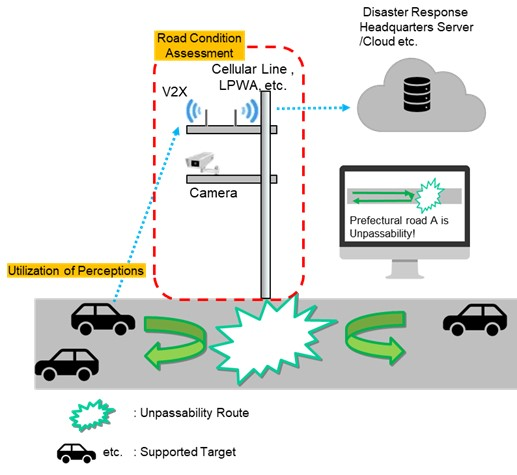 Road Condition
Assessment
Disaster Response
Headquarters Server
/Cloud etc.
Cellular Line ,
LPWA, etc.
V2X
Camera
Prefectural road A is
Unpassability!
Utilization of Perceptions
: Unpassability Route
etc. : Supported Target